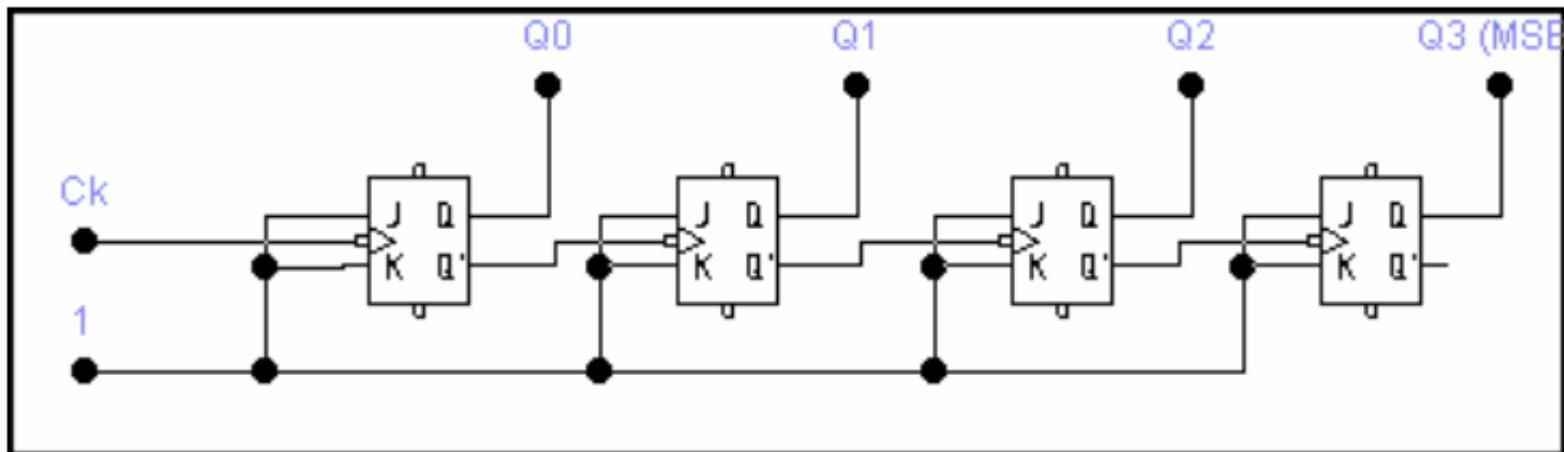 Q0 Q1 Q2 Q3 (MSB
Ck
J Q J Q J Q J Q
K Q' K Q' K Q' K Q'
1